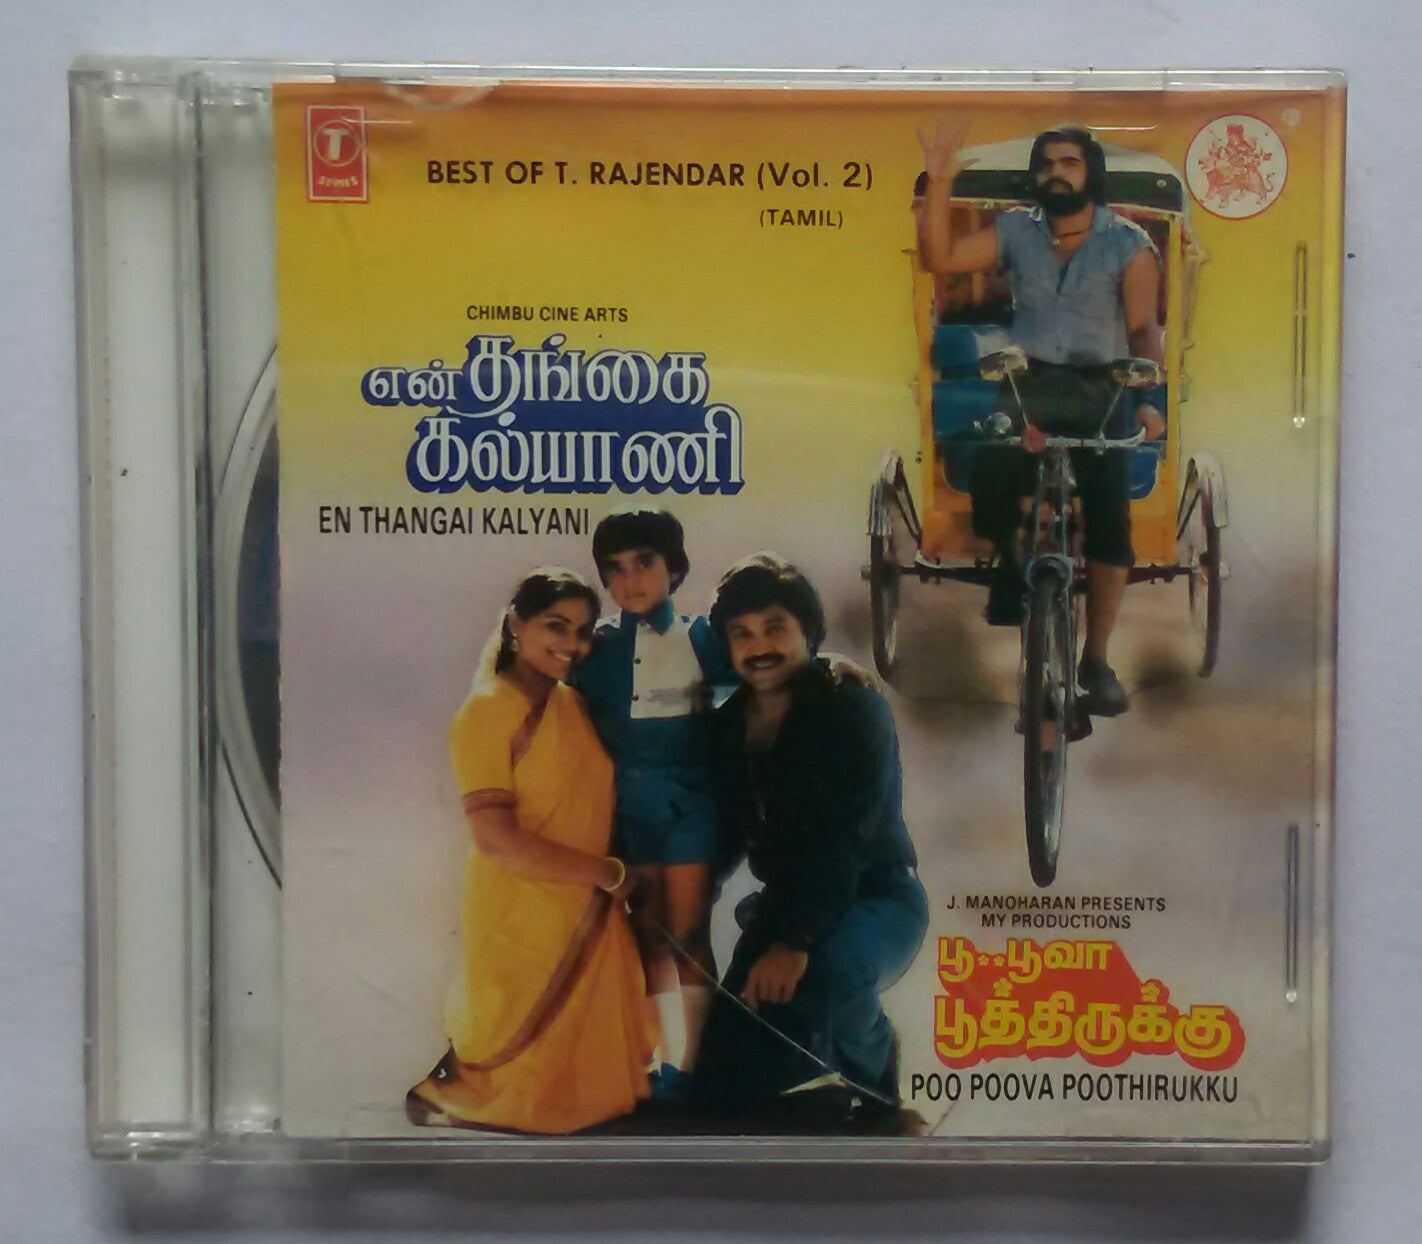 T
SERIES
BEST OF T. RAJENDAR (Vol. 2)
(TAMIL)
CHIMBU CINE ARTS
என் தங்கை
கல்யாணி
EN THANGAI KALYANI
J. MANOHARAN PRESENTS
MY PRODUCTIONS
பூ..பூவா
பூத்திருக்கு
POO POOVA POOTHIRUKKU